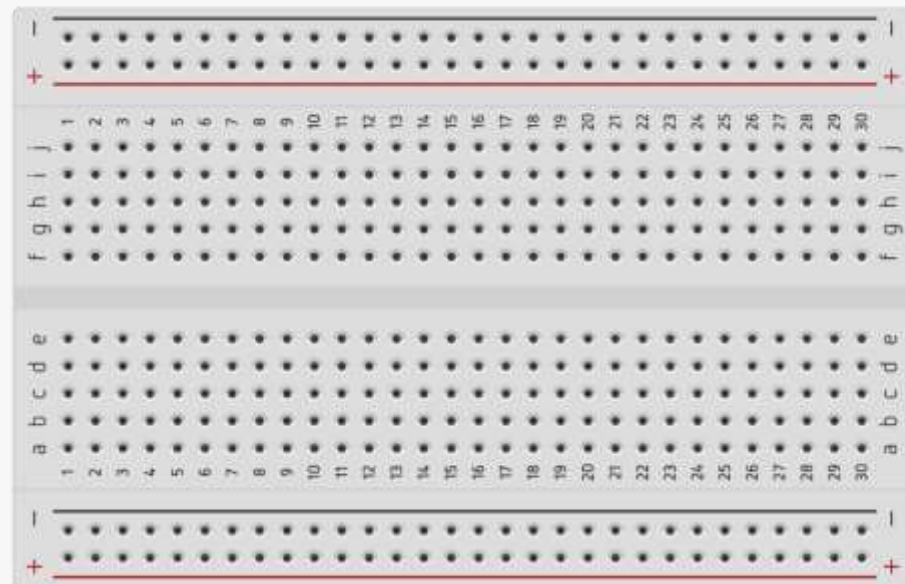 − −
+ +
1 2 3 4 5 6 7 8 9 10 11 12 13 14 15 16 17 18 19 20 21 22 23 24 25 26 27 28 29 30
j j
i i
h h
g g
f f
e e
d d
c c
b b
a a
1 2 3 4 5 6 7 8 9 10 11 12 13 14 15 16 17 18 19 20 21 22 23 24 25 26 27 28 29 30
− −
+ +